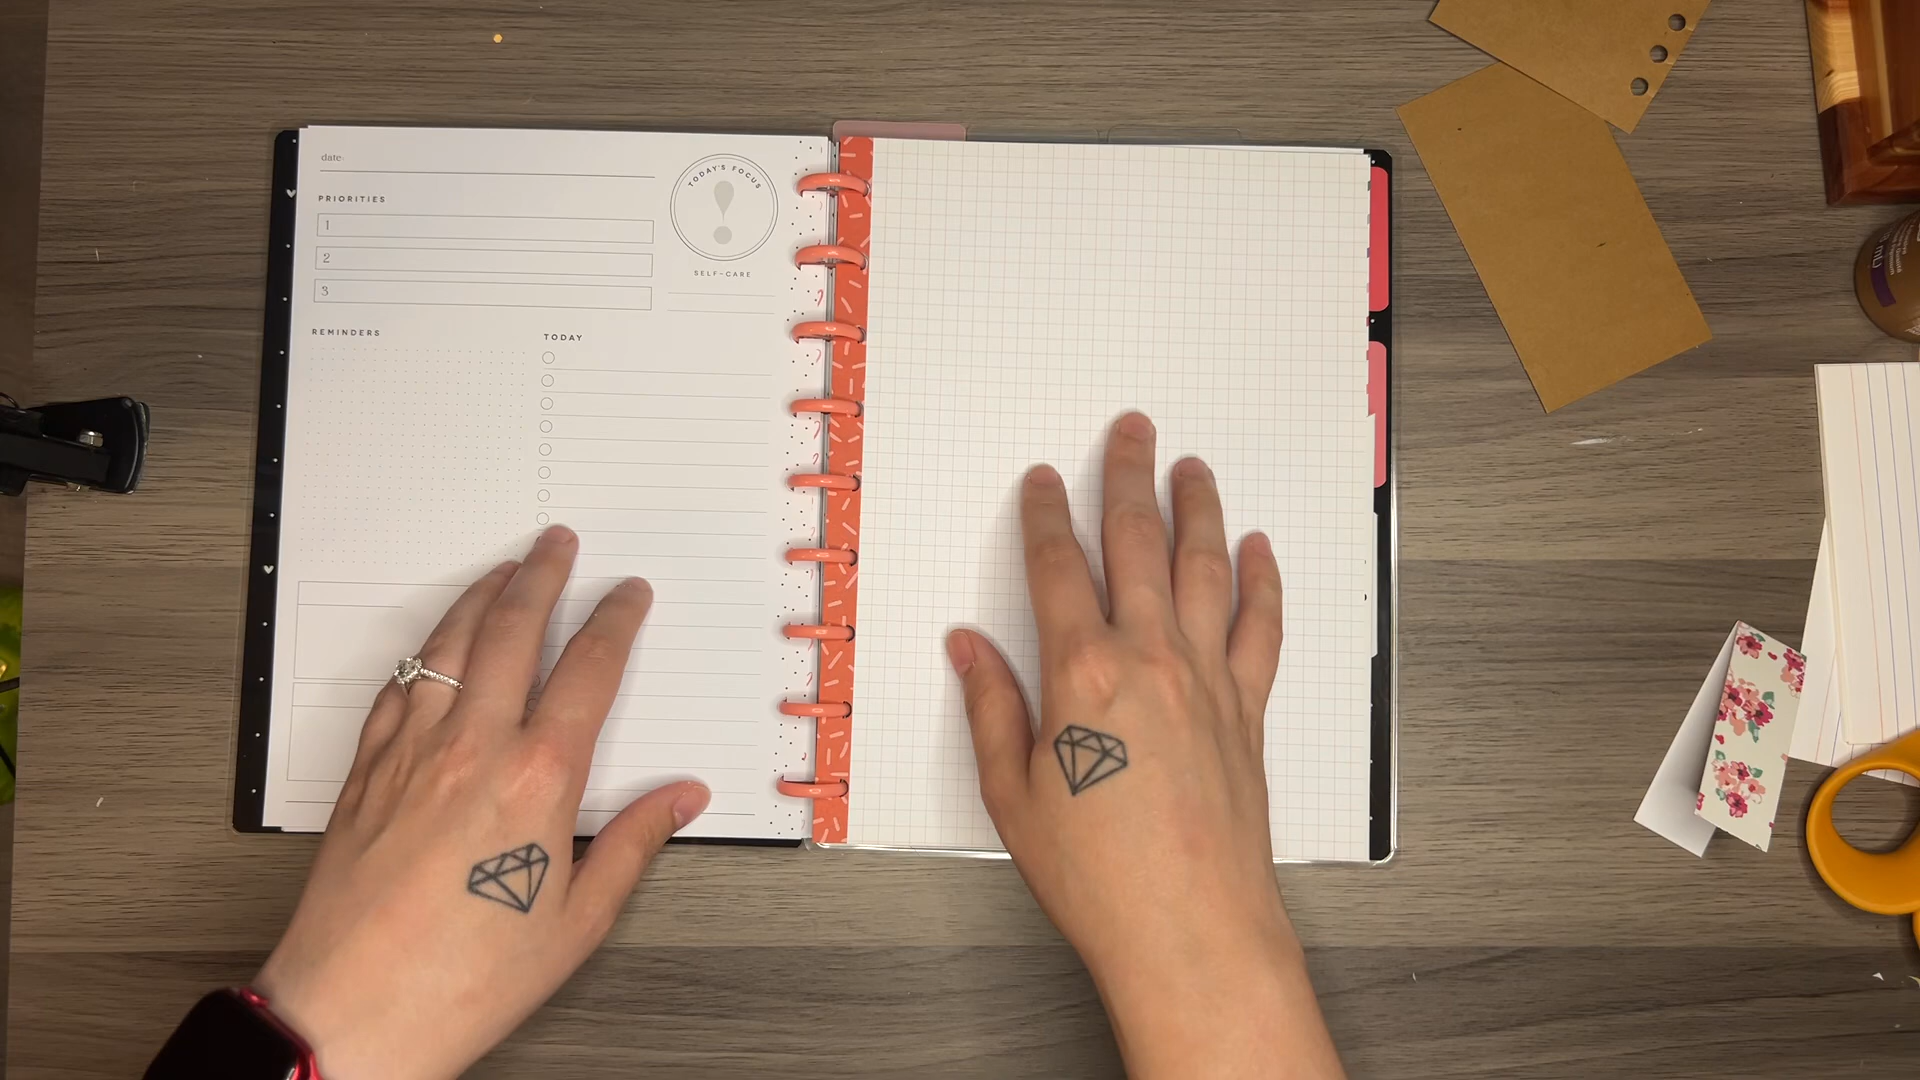 date:
TODAY'S FOCUS
PRIORITIES
1
2
3
SELF-CARE
REMINDERS
TODAY